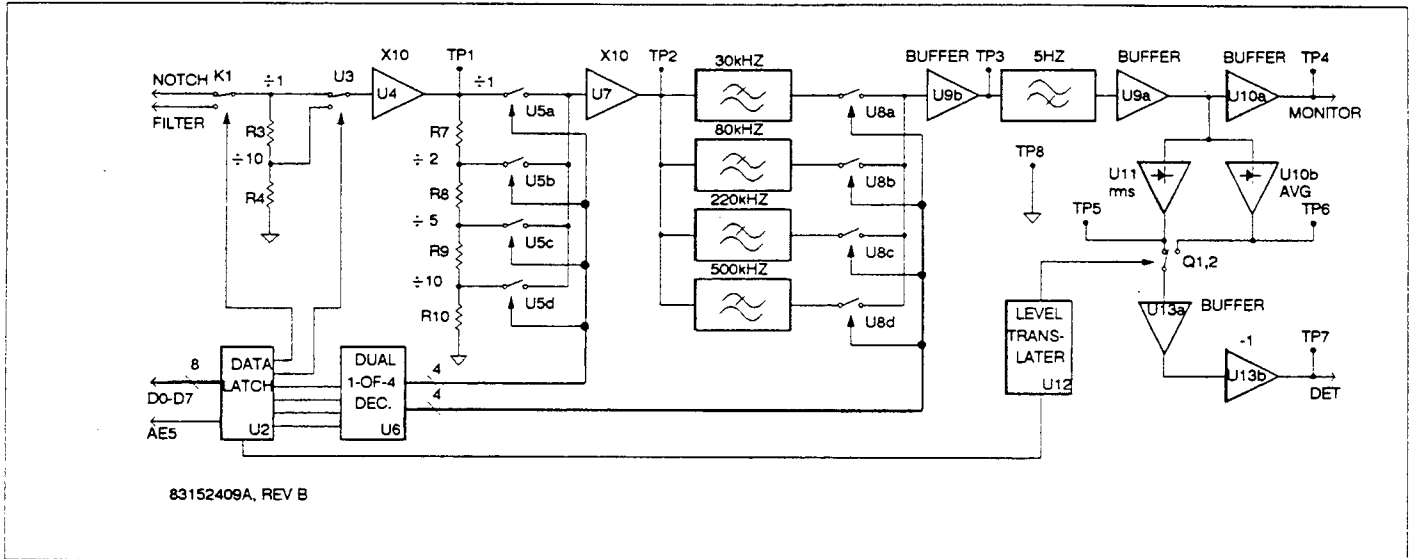 X10
TP1
X10
TP2
30kHZ
BUFFER
TP3
5HZ
BUFFER
BUFFER
TP4
NOTCH
K1
÷1
U3
÷1
U4
U5a
U7
U8a
U9b
U9a
U10a
MONITOR
FILTER
R3
R7
80kHZ
÷10
÷2
U5b
U8b
TP8
U11
rms
U10b
AVG
R4
R8
220kHZ
÷5
U5c
U8c
TP5
TP6
R9
500kHZ
Q1,2
÷10
U5d
U8d
R10
LEVEL
TRANS-
LATER
U12
U13a
BUFFER
-1
U13b
TP7
DET
8
D0-D7
AE5
DATA
LATCH
U2
DUAL
1-OF-4
DEC.
U6
4
4
83152409A, REV B